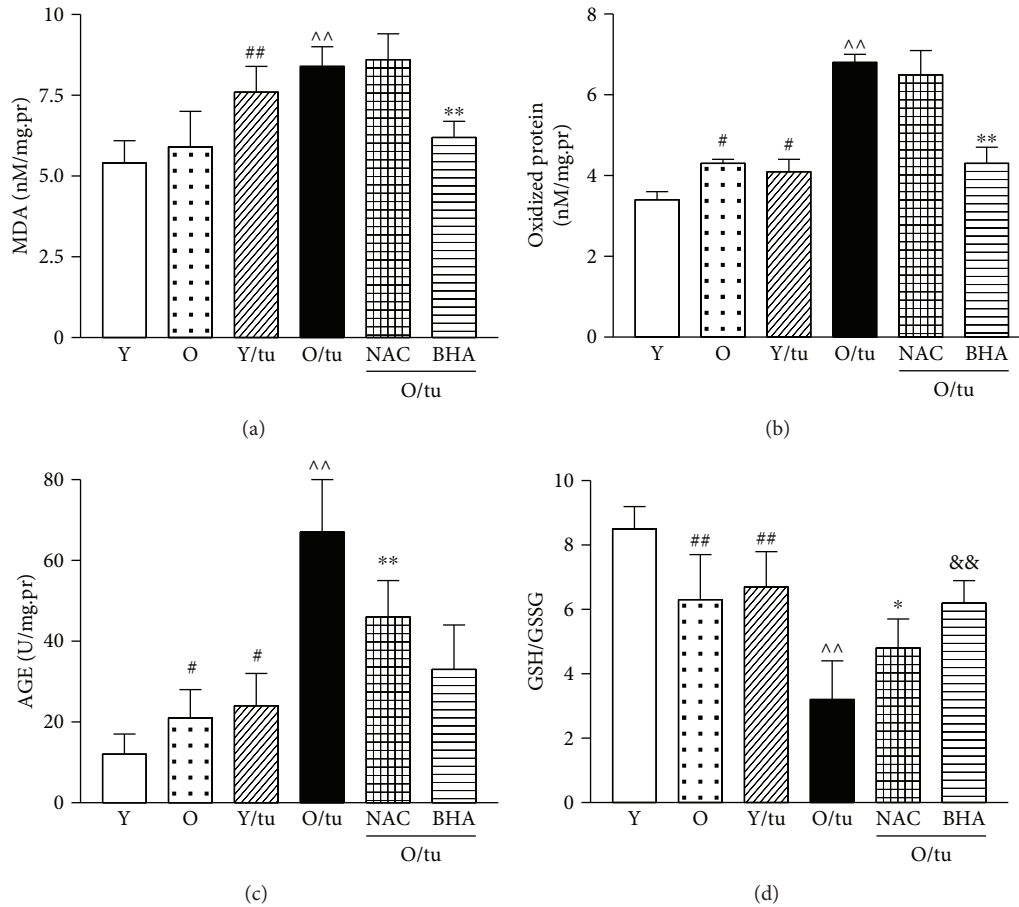 10
7.5
5.0
2.5
0
MDA (nM/mg.pr)
##
^^
**
Y O Y/tu O/tu NAC BHA
O/tu
(a)
8
6
4
2
0
Oxidized protein
(nM/mg.pr)
# # ^^ **
Y O Y/tu O/tu NAC BHA
O/tu
(b)
80
60
40
20
0
AGE (U/mg.pr)
# # ^^ **
Y O Y/tu O/tu NAC BHA
O/tu
(c)
10
8
6
4
2
0
GSH/GSSG
## ## ^^ * &&
Y O Y/tu O/tu NAC BHA
O/tu
(d)